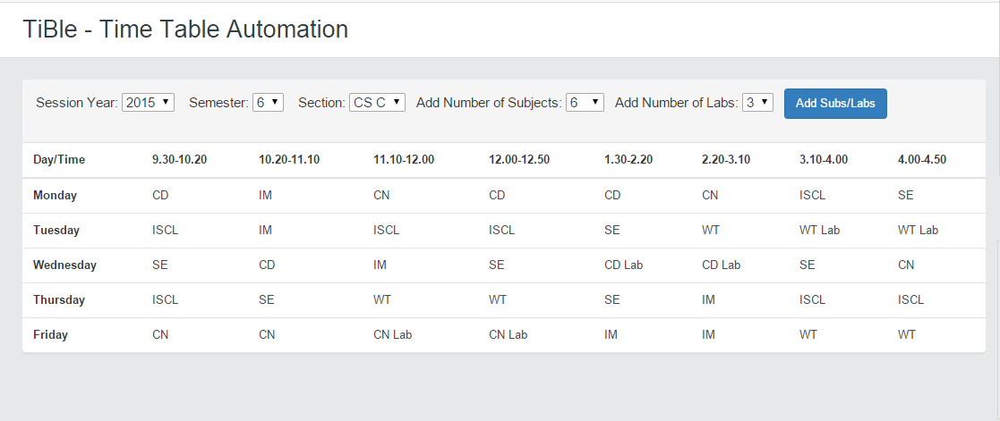 TiBle - Time Table Automation
Session Year: 2015 Semester: 6 Section: CS C Add Number of Subjects: 6 Add Number of Labs: 3 Add Subs/Labs
Day/Time 9.30-10.20 10.20-11.10 11.10-12.00 12.00-12.50 1.30-2.20 2.20-3.10 3.10-4.00 4.00-4.50
Monday CD IM CN CD CD CN ISCL SE
Tuesday ISCL IM ISCL ISCL SE WT WT Lab WT Lab
Wednesday SE CD IM SE CD Lab CD Lab SE CN
Thursday ISCL SE WT WT SE IM ISCL ISCL
Friday CN CN CN Lab CN Lab IM IM WT WT